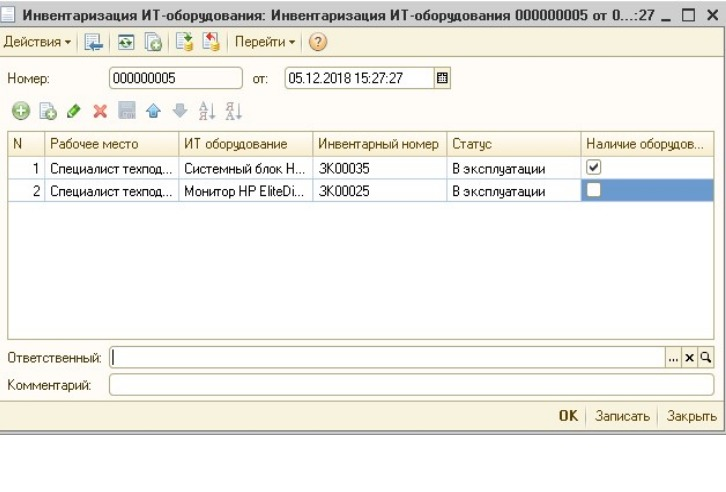 Инвентаризация ИТ-оборудования: Инвентаризация ИТ-оборудования 000000005 от 0...:27
Действия Перейти
Номер: 000000005 от: 05.12.2018 15:27:27
N Рабочее место ИТ оборудование Инвентарный номер Статус Наличие оборудов...
1 Специалист техпод... Системный блок H... ЗК00035 В эксплуатации
2 Специалист техпод... Монитор HP EliteDi... ЗК00025 В эксплуатации
Ответственный:
Комментарий:
OK Записать Закрыть